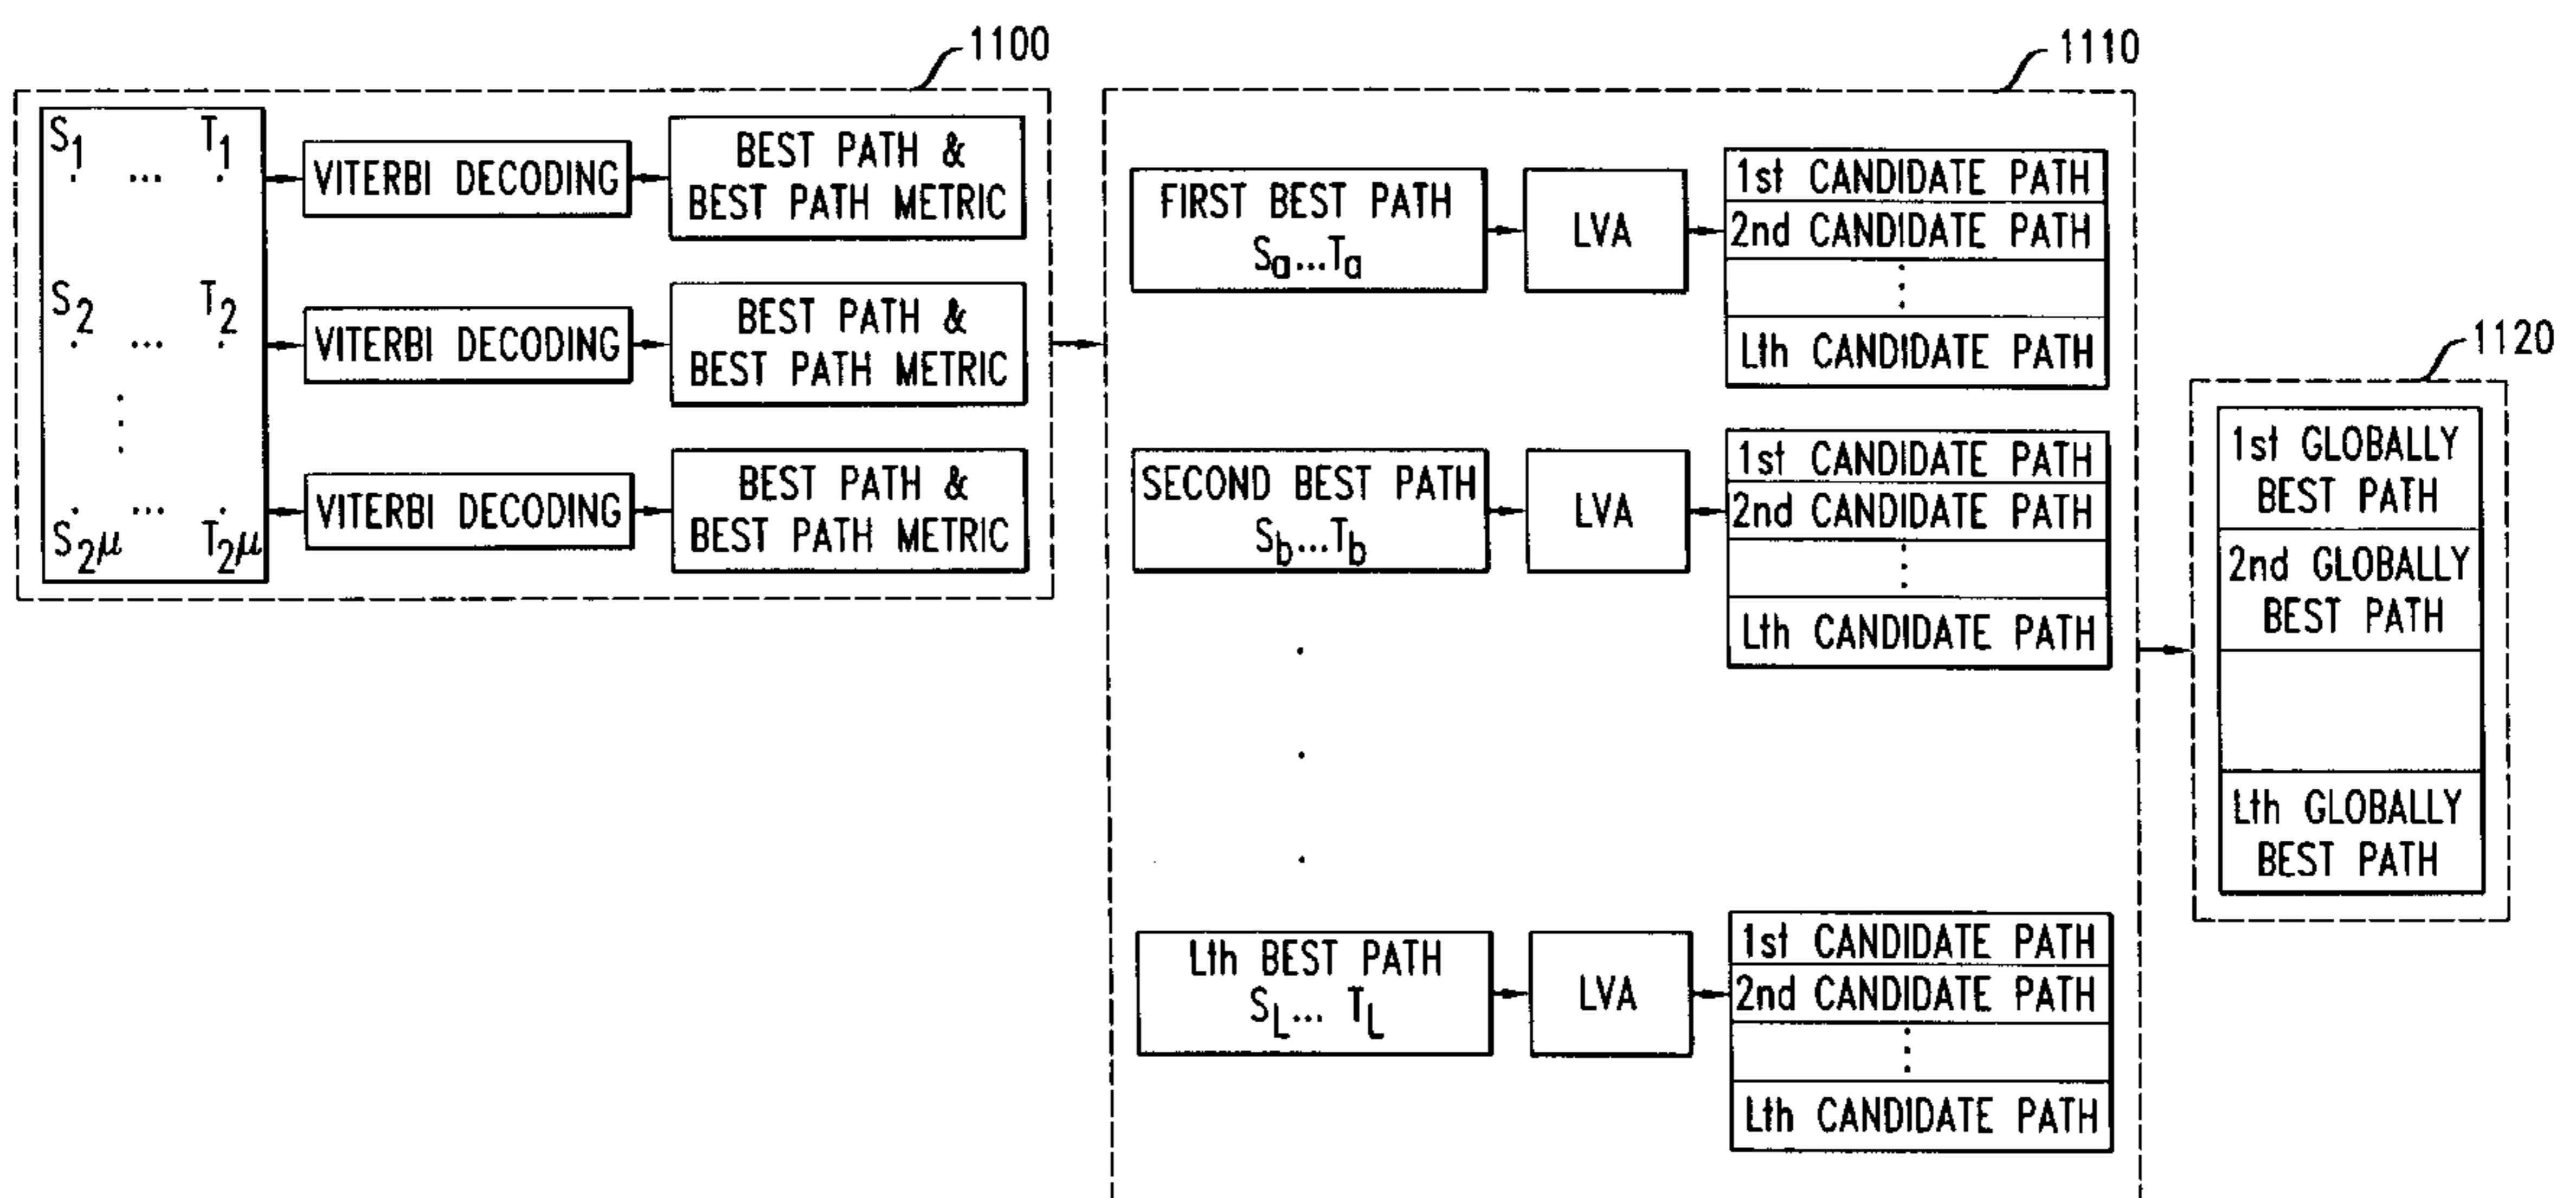 1100
S1 ... T1
VITERBI DECODING
BEST PATH &
BEST PATH METRIC
S2 ... T2
VITERBI DECODING
BEST PATH &
BEST PATH METRIC
...
S2μ T2μ
VITERBI DECODING
BEST PATH &
BEST PATH METRIC
1110
FIRST BEST PATH
Sa...Ta
LVA
1st CANDIDATE PATH
2nd CANDIDATE PATH
Lth CANDIDATE PATH
SECOND BEST PATH
Sb...Tb
LVA
1st CANDIDATE PATH
2nd CANDIDATE PATH
Lth CANDIDATE PATH
Lth BEST PATH
SL... TL
LVA
1st CANDIDATE PATH
2nd CANDIDATE PATH
Lth CANDIDATE PATH
1120
1st GLOBALLY
BEST PATH
2nd GLOBALLY
BEST PATH
Lth GLOBALLY
BEST PATH